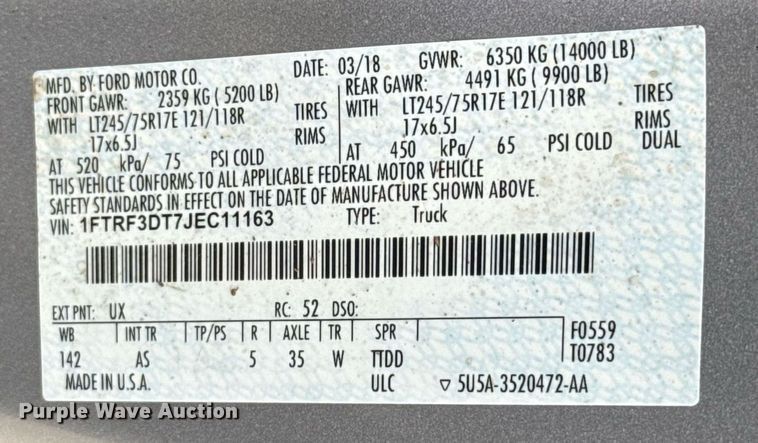 MFD. BY FORD MOTOR CO. DATE: 03/18 GVWR: 6350 KG (14000 LB)
FRONT GAWR: 2359 KG (5200 LB) REAR GAWR: 4491 KG (9900 LB)
WITH LT245/75R17E 121/118R TIRES WITH LT245/75R17E 121/118R TIRES
17x6.5J RIMS 17x6.5J RIMS
AT 520 kPa/ 75 PSI COLD AT 450 kPa/ 65 PSI COLD DUAL
THIS VEHICLE CONFORMS TO ALL APPLICABLE FEDERAL MOTOR VEHICLE
SAFETY STANDARDS IN EFFECT ON THE DATE OF MANUFACTURE SHOWN ABOVE.
VIN: 1FTRF3DT7JEC11163 TYPE: Truck
EXT PNT: UX RC: 52 DSO:
WB INT TR TP/PS R AXLE TR SPR F0559
142 AS 5 35 W TTDD T0783
MADE IN U.S.A. ULC ▽ 5U5A-3520472-AA
Purple Wave Auction